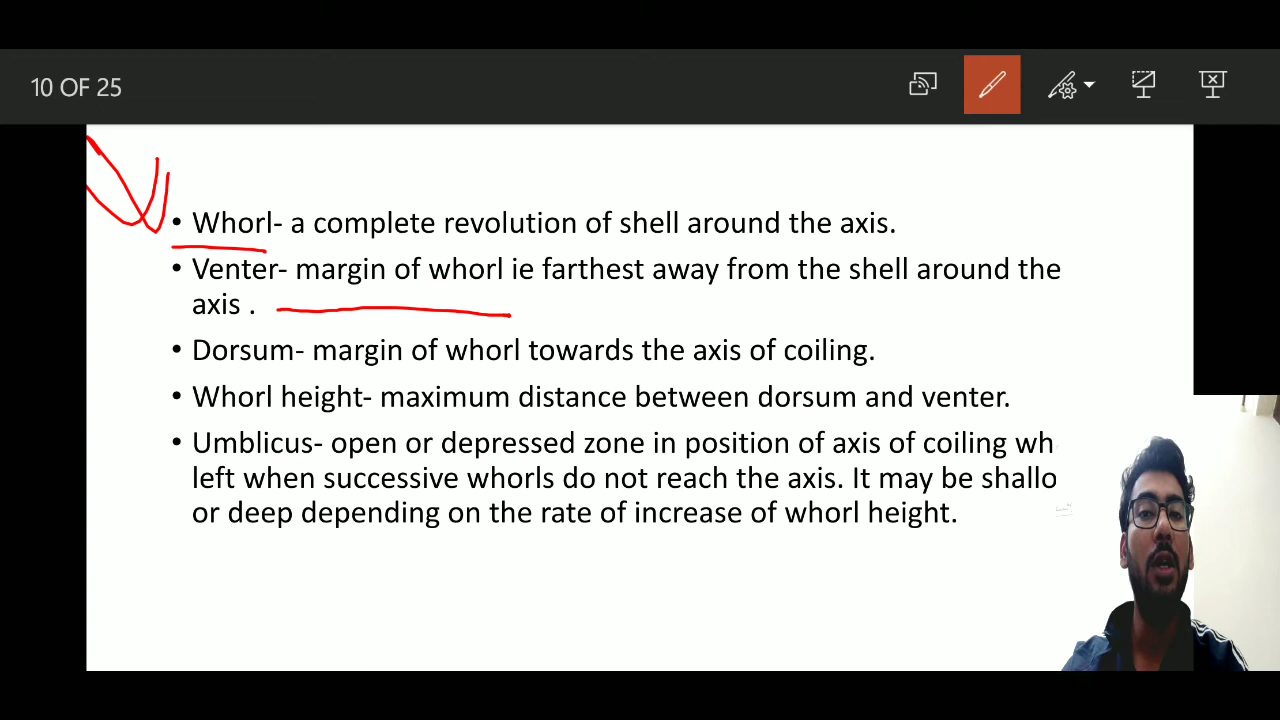 10 OF 25
• Whorl- a complete revolution of shell around the axis.
• Venter- margin of whorl ie farthest away from the shell around the
axis .
• Dorsum- margin of whorl towards the axis of coiling.
• Whorl height- maximum distance between dorsum and venter.
• Umblicus- open or depressed zone in position of axis of coiling wh
left when successive whorls do not reach the axis. It may be shallo
or deep depending on the rate of increase of whorl height.